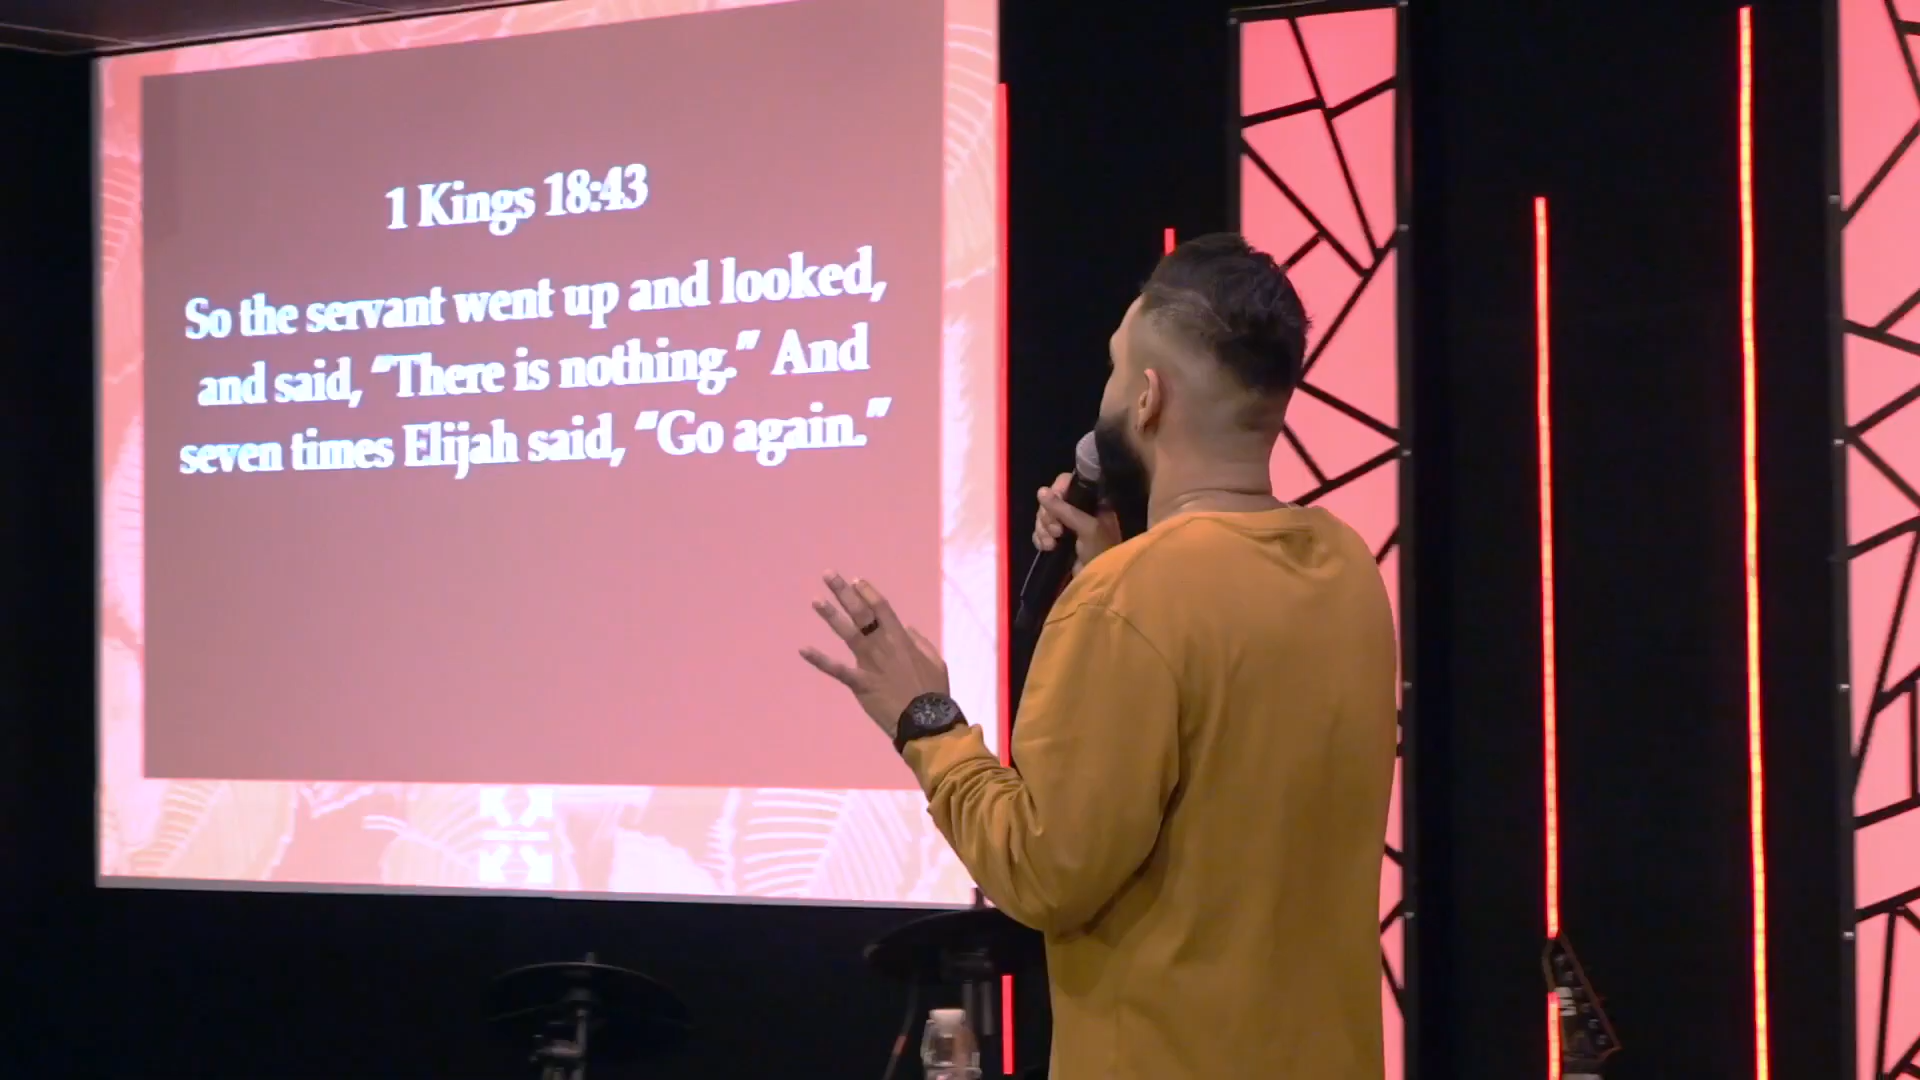 1 Kings 18:43
So the servant went up and looked,
and said, “There is nothing.” And
seven times Elijah said, “Go again.”